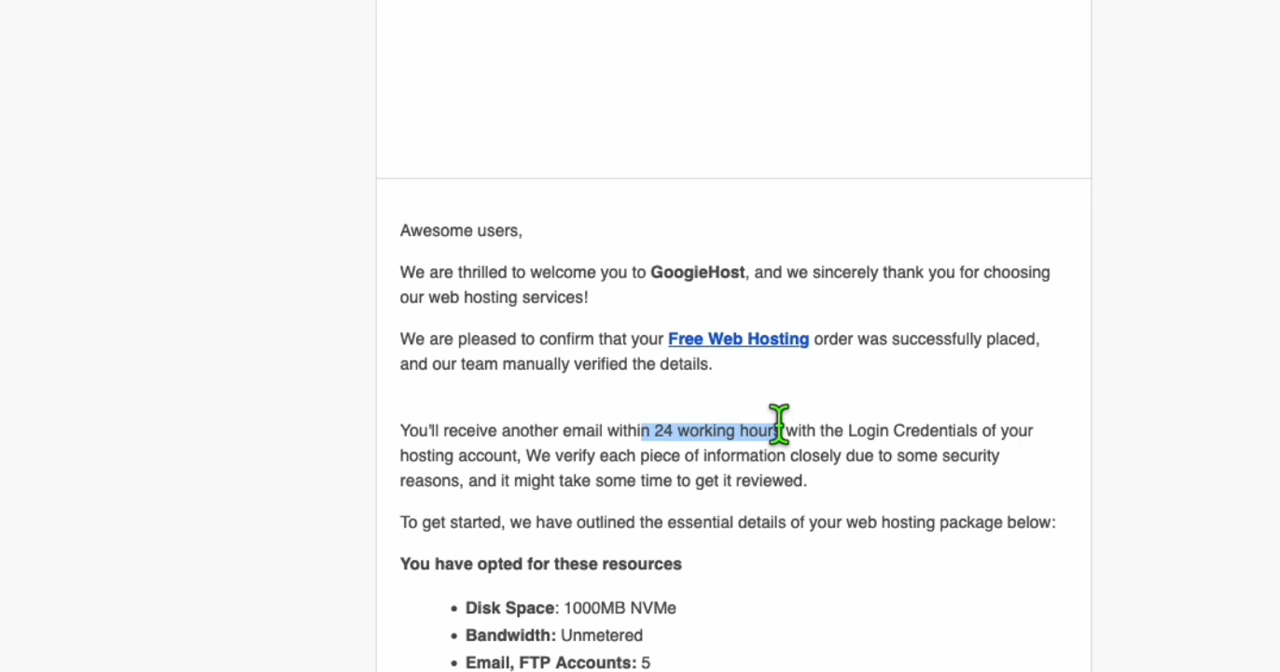 Awesome users,
We are thrilled to welcome you to GoogieHost, and we sincerely thank you for choosing
our web hosting services!
We are pleased to confirm that your Free Web Hosting order was successfully placed,
and our team manually verified the details.
You'll receive another email within 24 working hours with the Login Credentials of your
hosting account, We verify each piece of information closely due to some security
reasons, and it might take some time to get it reviewed.
To get started, we have outlined the essential details of your web hosting package below:
You have opted for these resources
• Disk Space: 1000MB NVMe
• Bandwidth: Unmetered
• Email, FTP Accounts: 5